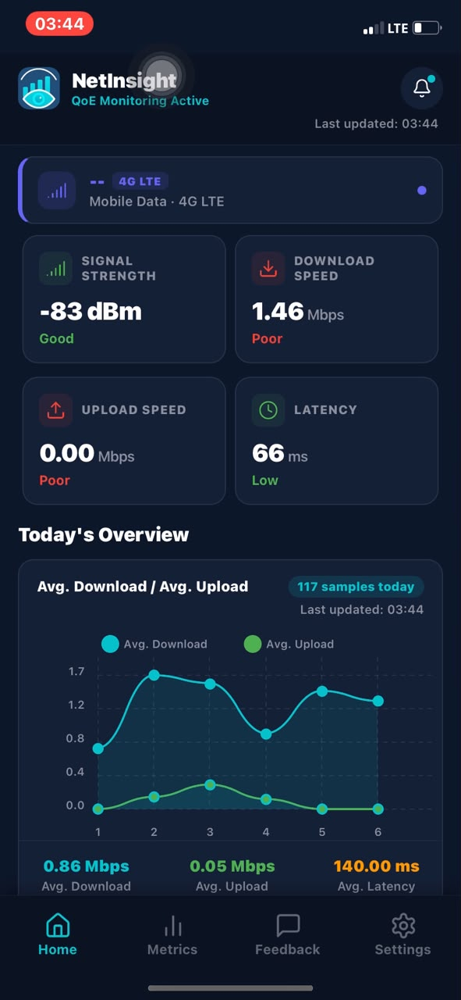 03:44
LTE
NetInsight
QoE Monitoring Active
Last updated: 03:44
-- 4G LTE
Mobile Data · 4G LTE
SIGNAL
STRENGTH
-83 dBm
Good
DOWNLOAD
SPEED
1.46 Mbps
Poor
UPLOAD SPEED
0.00 Mbps
Poor
LATENCY
66 ms
Low
Today's Overview
Avg. Download / Avg. Upload
117 samples today
Last updated: 03:44
Avg. Download Avg. Upload
1.7
1.2
0.8
0.4
0.0
1 2 3 4 5 6
0.86 Mbps 0.05 Mbps 140.00 ms
Avg. Download Avg. Upload Avg. Latency
Home Metrics Feedback Settings